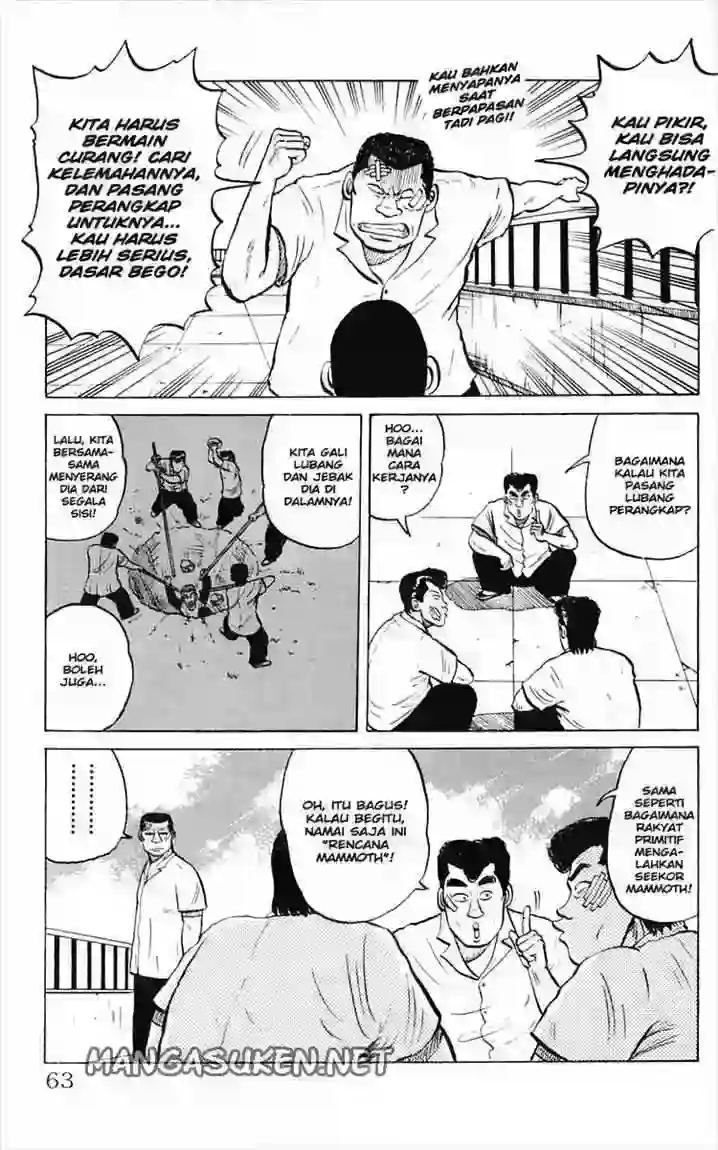 KAU PIKIR,
KAU BISA
LANGSUNG
MENGHADA-
PINYA?!
KAU BAHKAN
MENYAPANYA
SAAT
BERPAPASAN
TADI PAGI!
KITA HARUS
BERMAIN
CURANG! CARI
KELEMAHANNYA,
DAN PASANG
PERANGKAP
UNTUKNYA...
KAU HARUS
LEBIH SERIUS,
DASAR BEGO!
BAGAIMANA
KALAU KITA
PASANG
LUBANG
PERANGKAP?
HOO...
BAGAI
MANA
CARA
KERJANYA
?
KITA GALI
LUBANG
DAN JEBAK
DIA DI
DALAMNYA!
LALU, KITA
BERSAMA-
SAMA
MENYERANG
DIA DARI
SEGALA
SISI!
HOO,
BOLEH
JUGA...
SAMA
SEPERTI
BAGAIMANA
RAKYAT
PRIMITIF
MENGA-
LAHKAN
SEEKOR
MAMMOTH!
OH, ITU BAGUS!
KALAU BEGITU,
NAMAI SAJA INI
"RENCANA
MAMMOTH"!
63
MANGASUKEN.NET